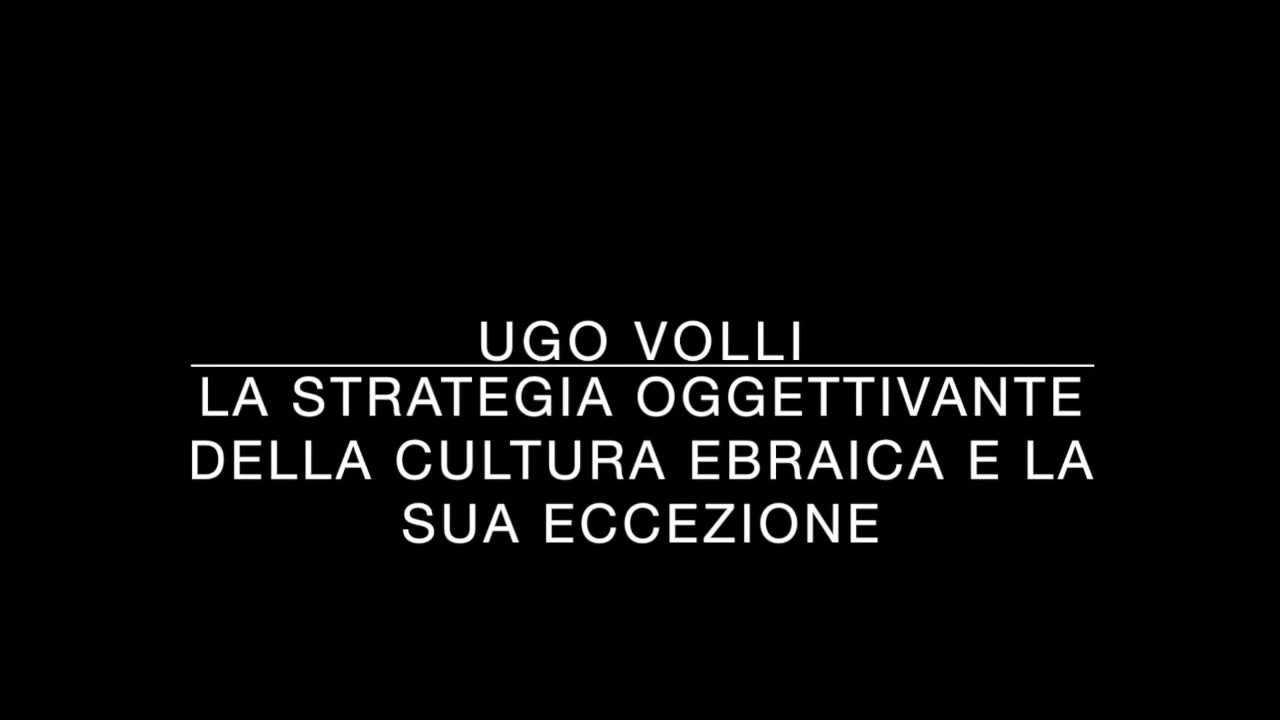 UGO VOLLI
LA STRATEGIA OGGETTIVANTE
DELLA CULTURA EBRAICA E LA
SUA ECCEZIONE